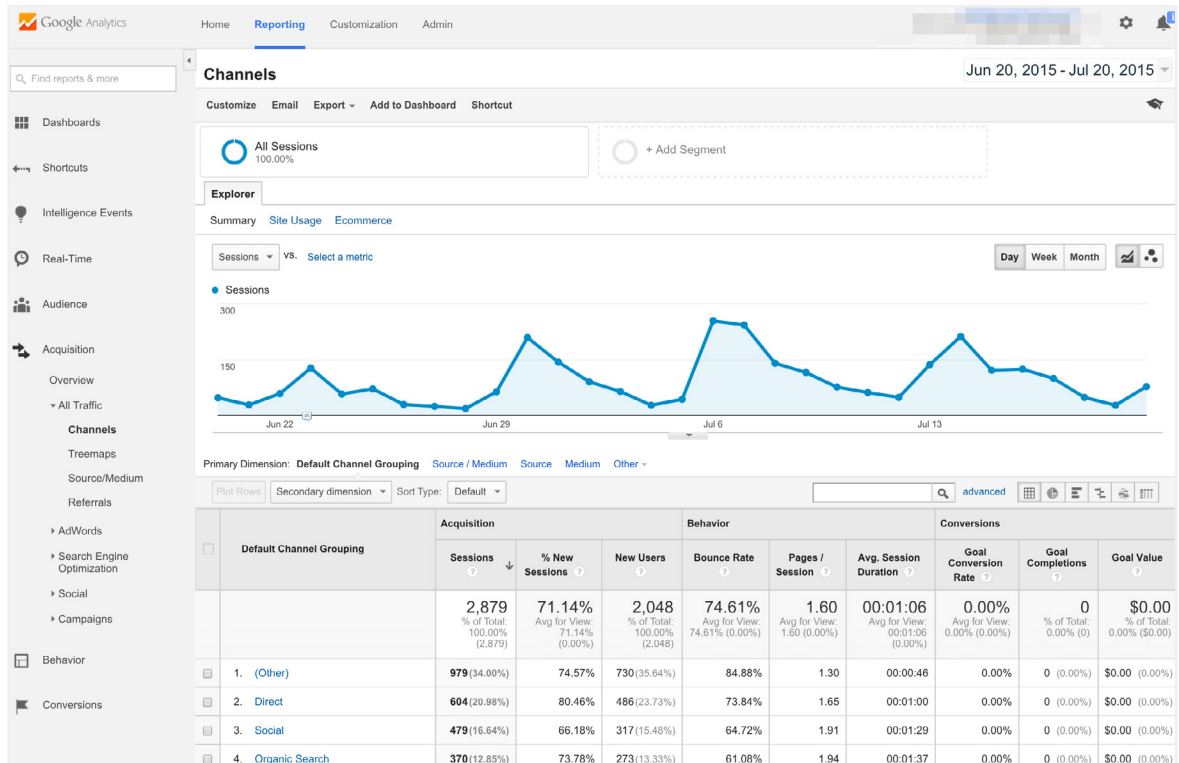 Google Analytics
Home Reporting Customization Admin
Find reports & more
Dashboards
Shortcuts
Intelligence Events
Real-Time
Audience
Acquisition
Overview
All Traffic
Channels
Treemaps
Source/Medium
Referrals
AdWords
Search Engine
Optimization
Social
Campaigns
Behavior
Conversions
Channels
Jun 20, 2015 - Jul 20, 2015
Customize Email Export Add to Dashboard Shortcut
All Sessions
100.00%
+ Add Segment
Explorer
Summary Site Usage Ecommerce
Sessions VS. Select a metric
Day Week Month
Sessions
300
150
Jun 22 Jun 29 Jul 6 Jul 13
Primary Dimension: Default Channel Grouping Source / Medium Source Medium Other
Plot Rows Secondary dimension Sort Type: Default advanced
Default Channel Grouping
Acquisition Behavior Conversions
Sessions ? % New Sessions ? New Users ? Bounce Rate ? Pages / Session ? Avg. Session Duration ? Goal Conversion Rate ? Goal Completions ? Goal Value ?
2,879 71.14% 2,048 74.61% 1.60 00:01:06 0.00% 0 $0.00
% of Total: Avg for View: % of Total: Avg for View: Avg for View: Avg for View: Avg for View: % of Total: % of Total:
100.00% 71.14% 100.00% 74.61% (0.00%) 1.60 (0.00%) 00:01:06 0.00% (0.00%) 0.00% (0) 0.00% ($0.00)
(2,879) (0.00%) (2,048) (0.00%)
1. (Other) 979(34.00%) 74.57% 730(35.64%) 84.88% 1.30 00:00:46 0.00% 0 (0.00%) $0.00 (0.00%)
2. Direct 604(20.98%) 80.46% 486(23.73%) 73.84% 1.65 00:01:00 0.00% 0 (0.00%) $0.00 (0.00%)
3. Social 479(16.64%) 66.18% 317(15.48%) 64.72% 1.91 00:01:29 0.00% 0 (0.00%) $0.00 (0.00%)
4. Organic Search 370(12.85%) 73.78% 273(13.33%) 61.08% 1.94 00:01:37 0.00% 0 (0.00%) $0.00 (0.00%)